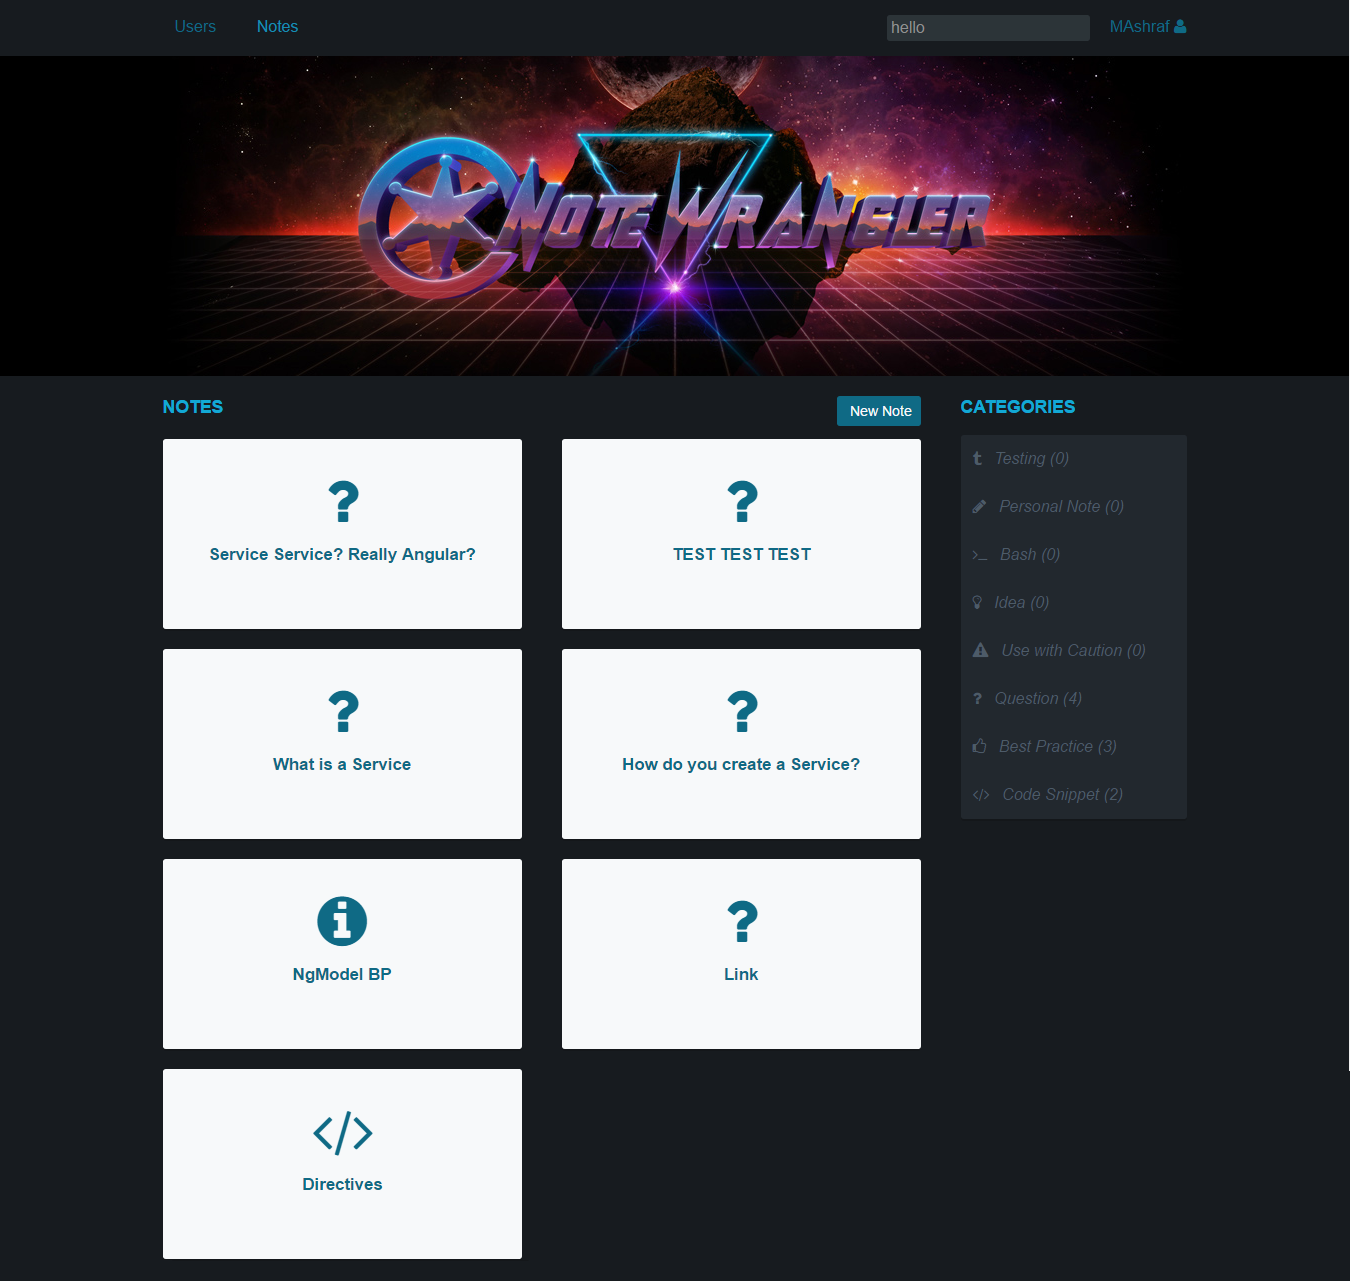 Users Notes hello MAshraf
NOTE WRANGLER
NOTES New Note CATEGORIES
Service Service? Really Angular?
TEST TEST TEST
What is a Service
How do you create a Service?
NgModel BP
Link
Directives
Testing (0)
Personal Note (0)
Bash (0)
Idea (0)
Use with Caution (0)
Question (4)
Best Practice (3)
Code Snippet (2)